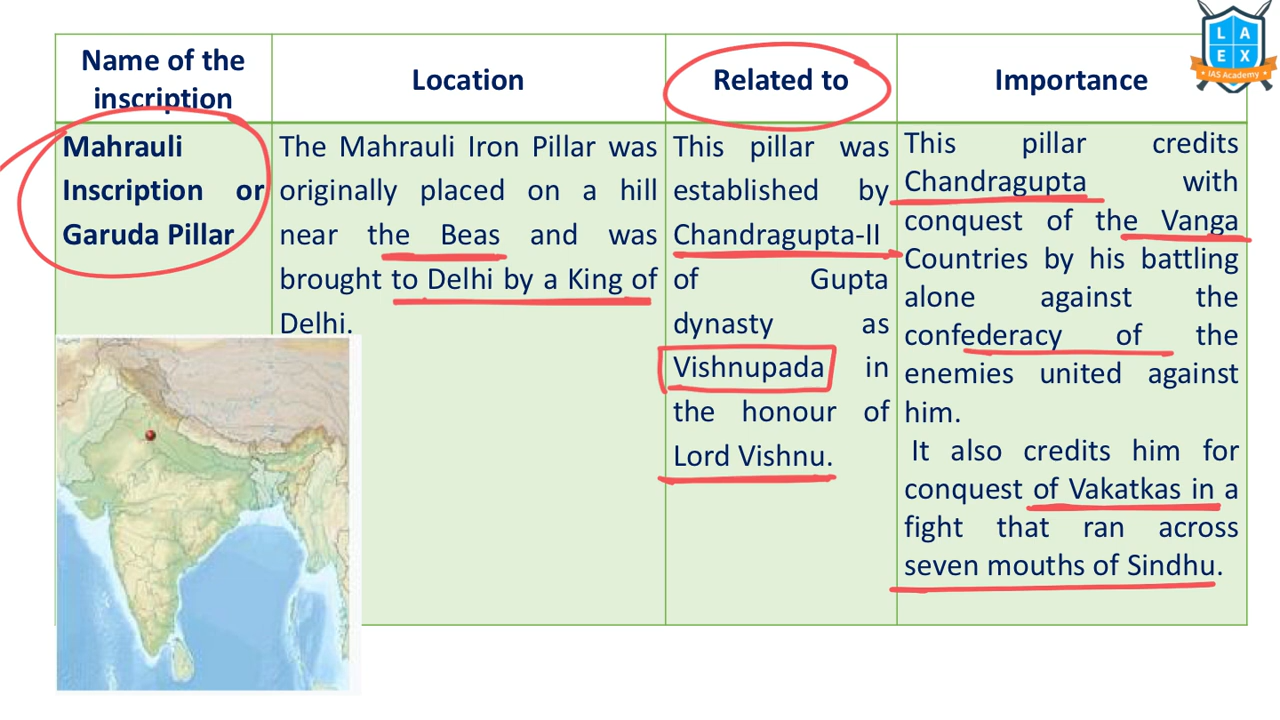 Name of the
inscription
Location
Related to
Importance
Mahrauli
Inscription or
Garuda Pillar
The Mahrauli Iron Pillar was
originally placed on a hill
near the Beas and was
brought to Delhi by a King of
Delhi.
This pillar was
established by
Chandragupta-II
of Gupta
dynasty as
Vishnupada in
the honour of
Lord Vishnu.
This pillar credits
Chandragupta with
conquest of the Vanga
Countries by his battling
alone against the
confederacy of the
enemies united against
him.
It also credits him for
conquest of Vakatkas in a
fight that ran across
seven mouths of Sindhu.
L A
E X
IAS Academy